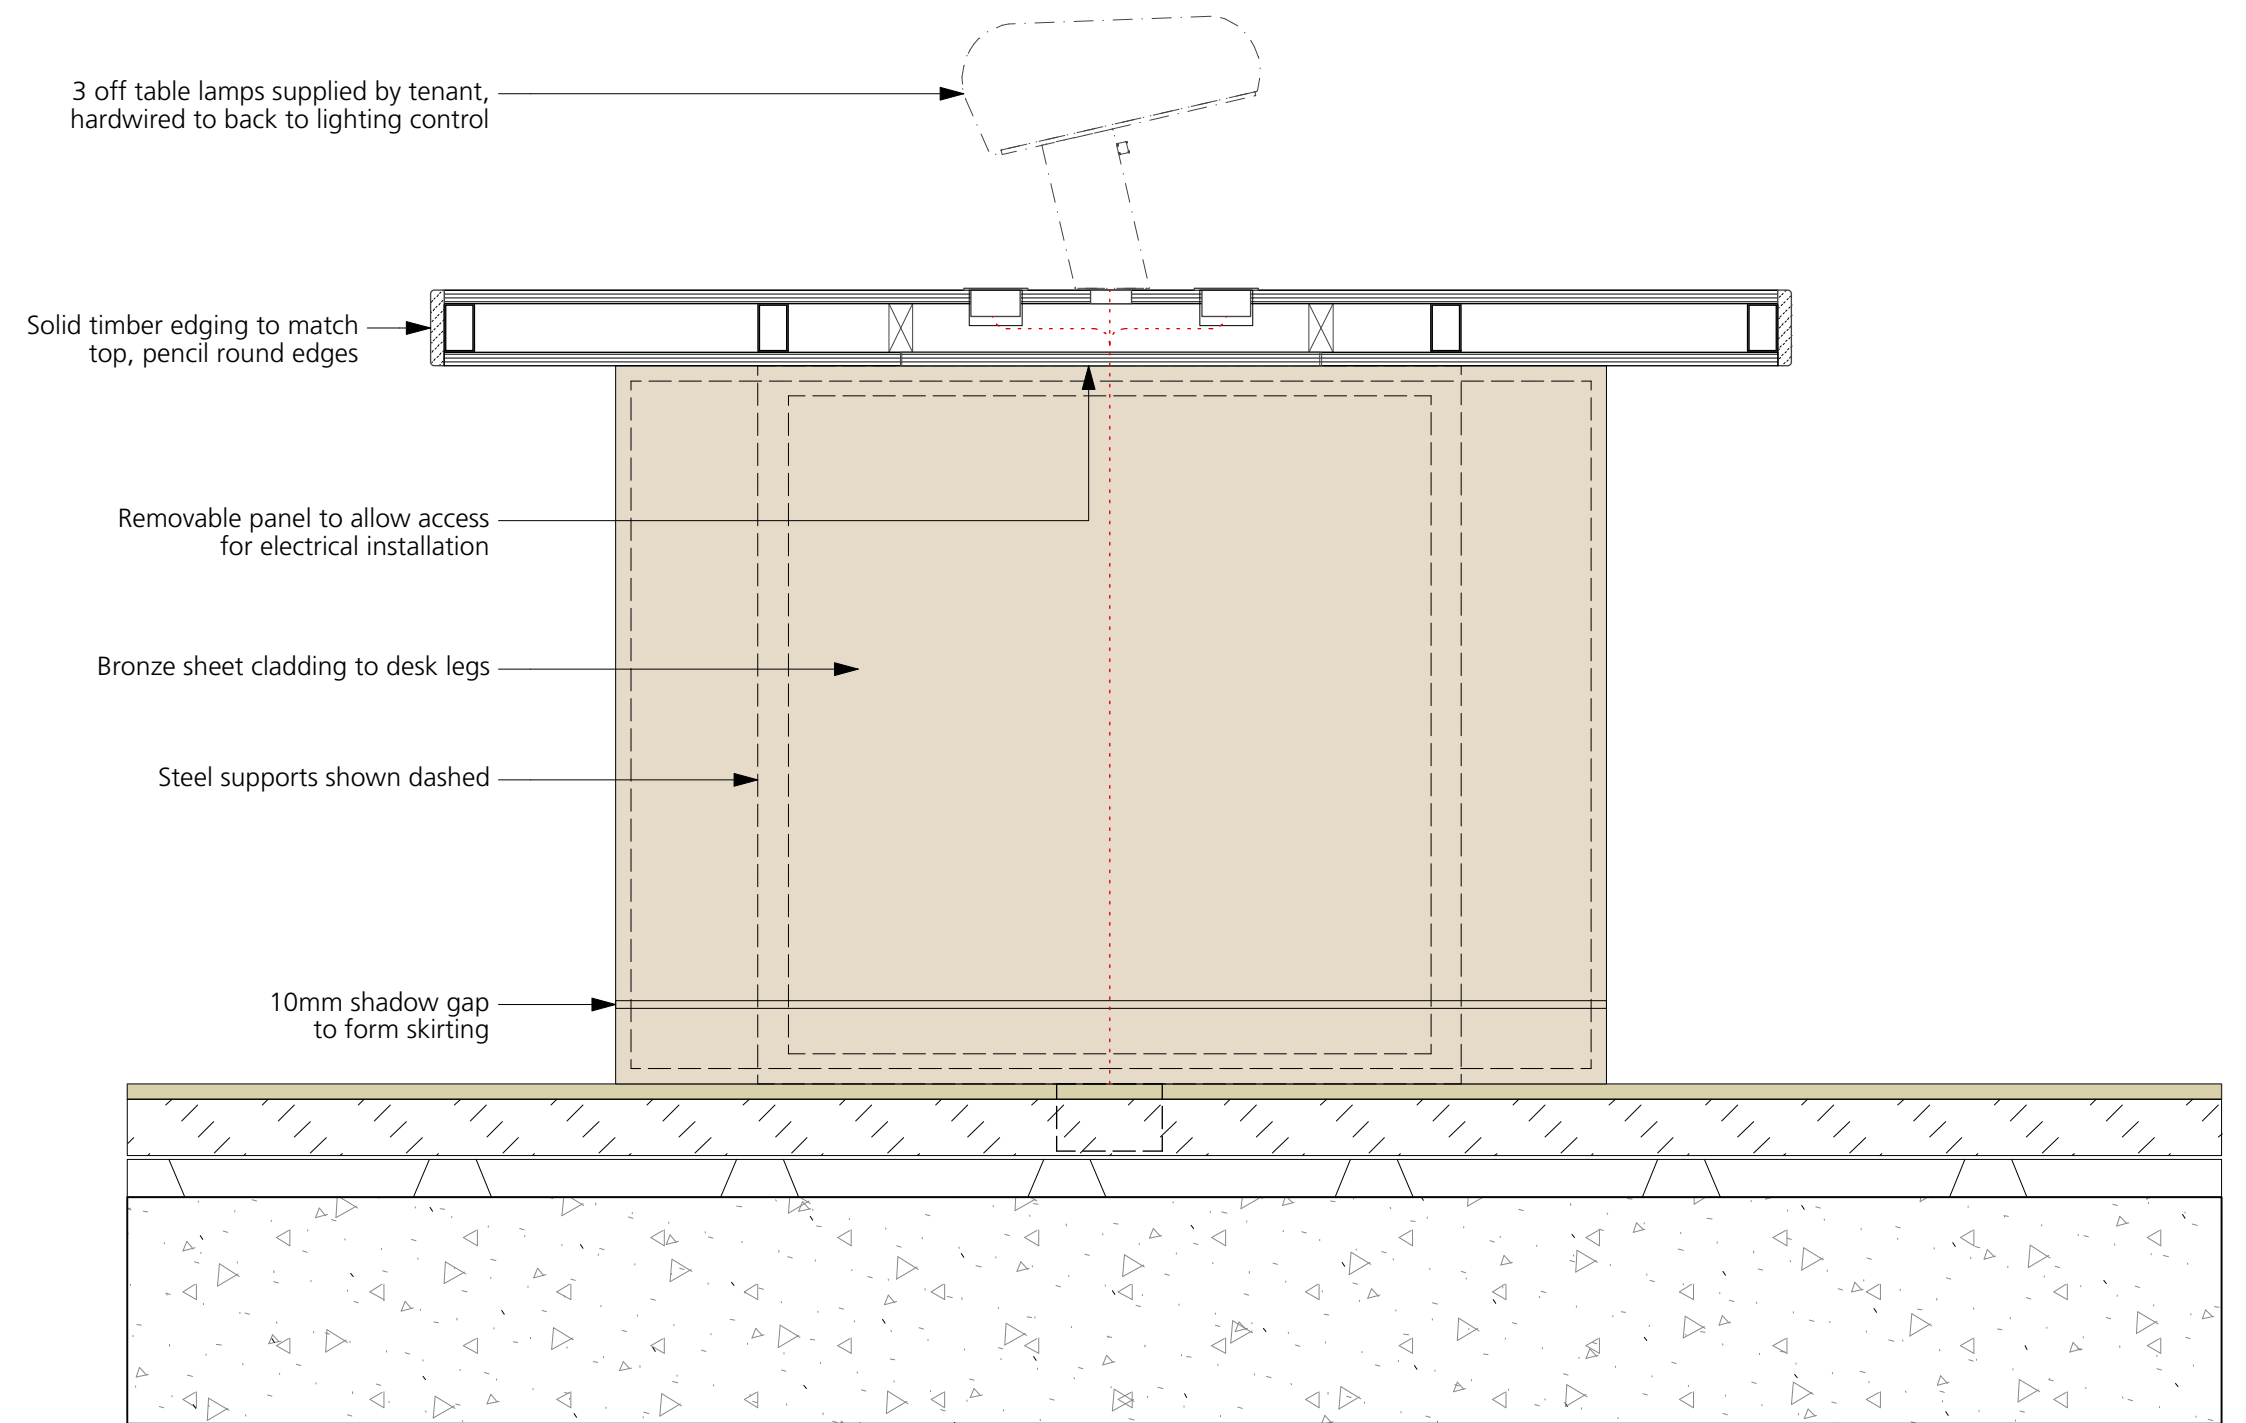 3 off table lamps supplied by tenant,
hardwired to back to lighting control
Solid timber edging to match
top, pencil round edges
Removable panel to allow access
for electrical installation
Bronze sheet cladding to desk legs
Steel supports shown dashed
10mm shadow gap
to form skirting